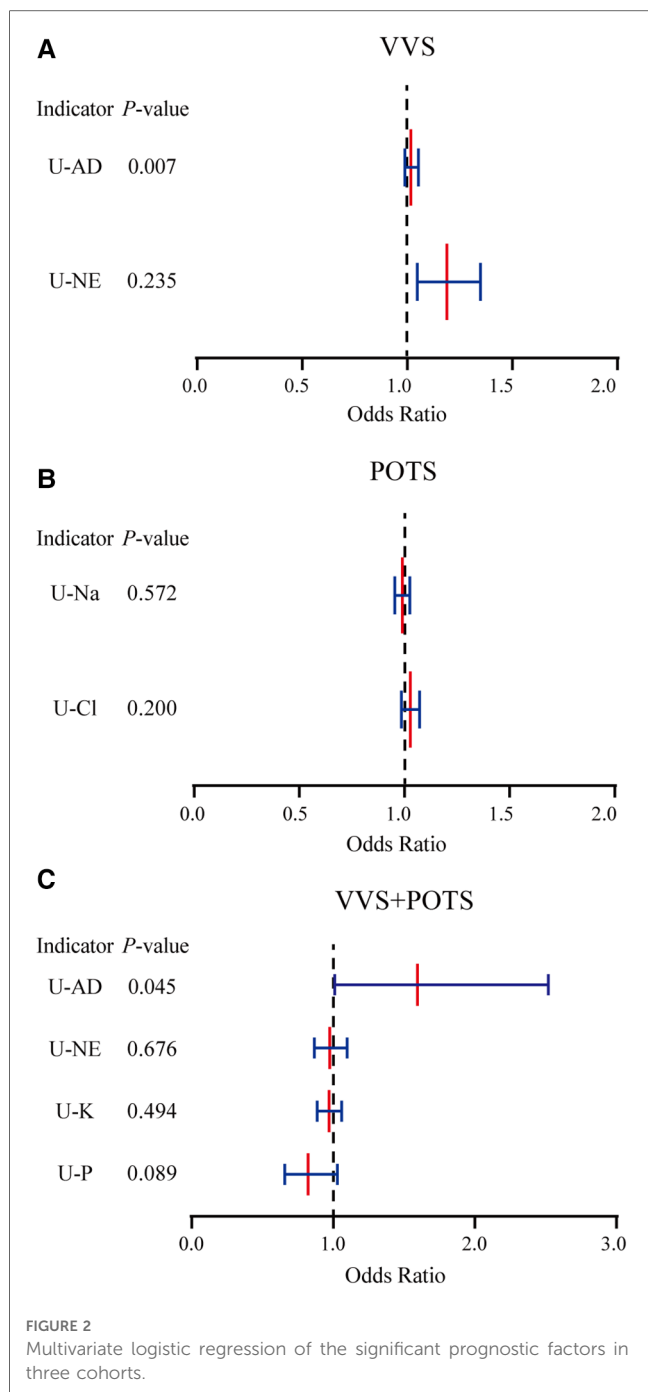 A
VVS
Indicator P-value
U-AD 0.007
U-NE 0.235
0.0 0.5 1.0 1.5 2.0
Odds Ratio
B
POTS
Indicator P-value
U-Na 0.572
U-Cl 0.200
0.0 0.5 1.0 1.5 2.0
Odds Ratio
C
VVS+POTS
Indicator P-value
U-AD 0.045
U-NE 0.676
U-K 0.494
U-P 0.089
0.0 1.0 2.0 3.0
Odds Ratio
FIGURE 2
Multivariate logistic regression of the significant prognostic factors in
three cohorts.